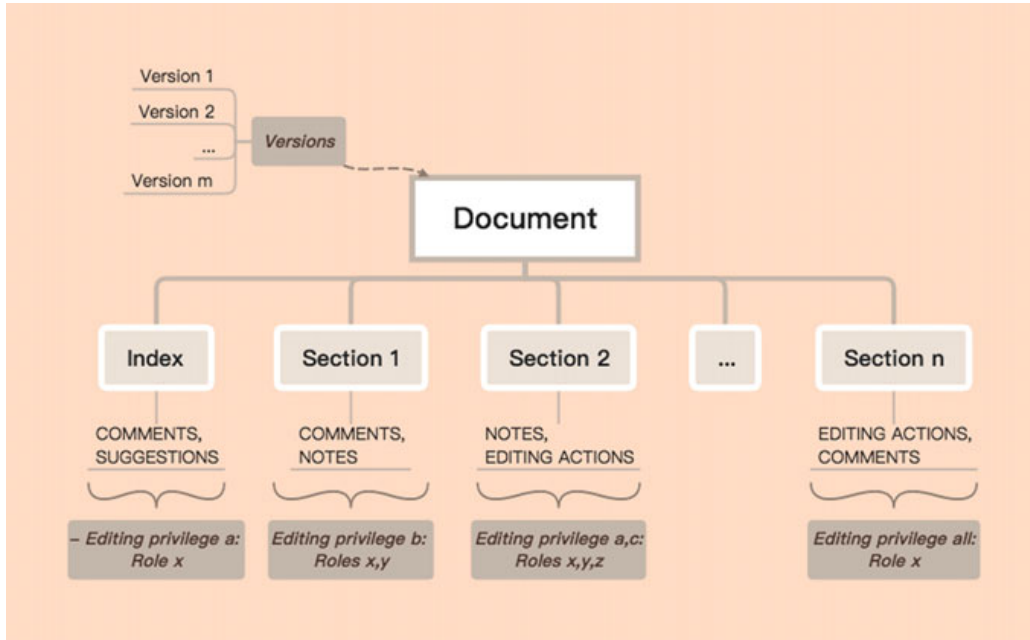 Version 1
Version 2
...
Version m
Versions
Document
Index
Section 1
Section 2
...
Section n
COMMENTS,
SUGGESTIONS
COMMENTS,
NOTES
NOTES,
EDITING ACTIONS
EDITING ACTIONS,
COMMENTS
– Editing privilege a:
Role x
Editing privilege b:
Roles x,y
Editing privilege a,c:
Roles x,y,z
Editing privilege all:
Role x